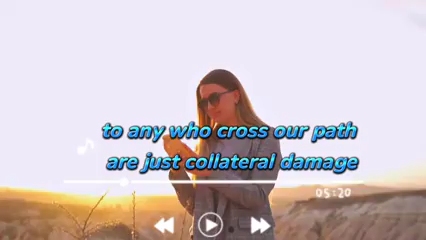 to any who cross our path
are just collateral damage
05:20